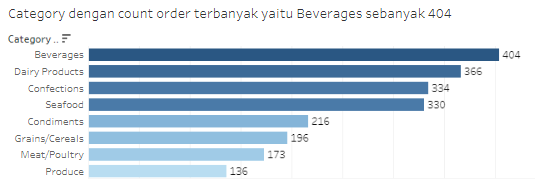 Category dengan count order terbanyak yaitu Beverages sebanyak 404
Category ..
Beverages 404
Dairy Products 366
Confections 334
Seafood 330
Condiments 216
Grains/Cereals 196
Meat/Poultry 173
Produce 136